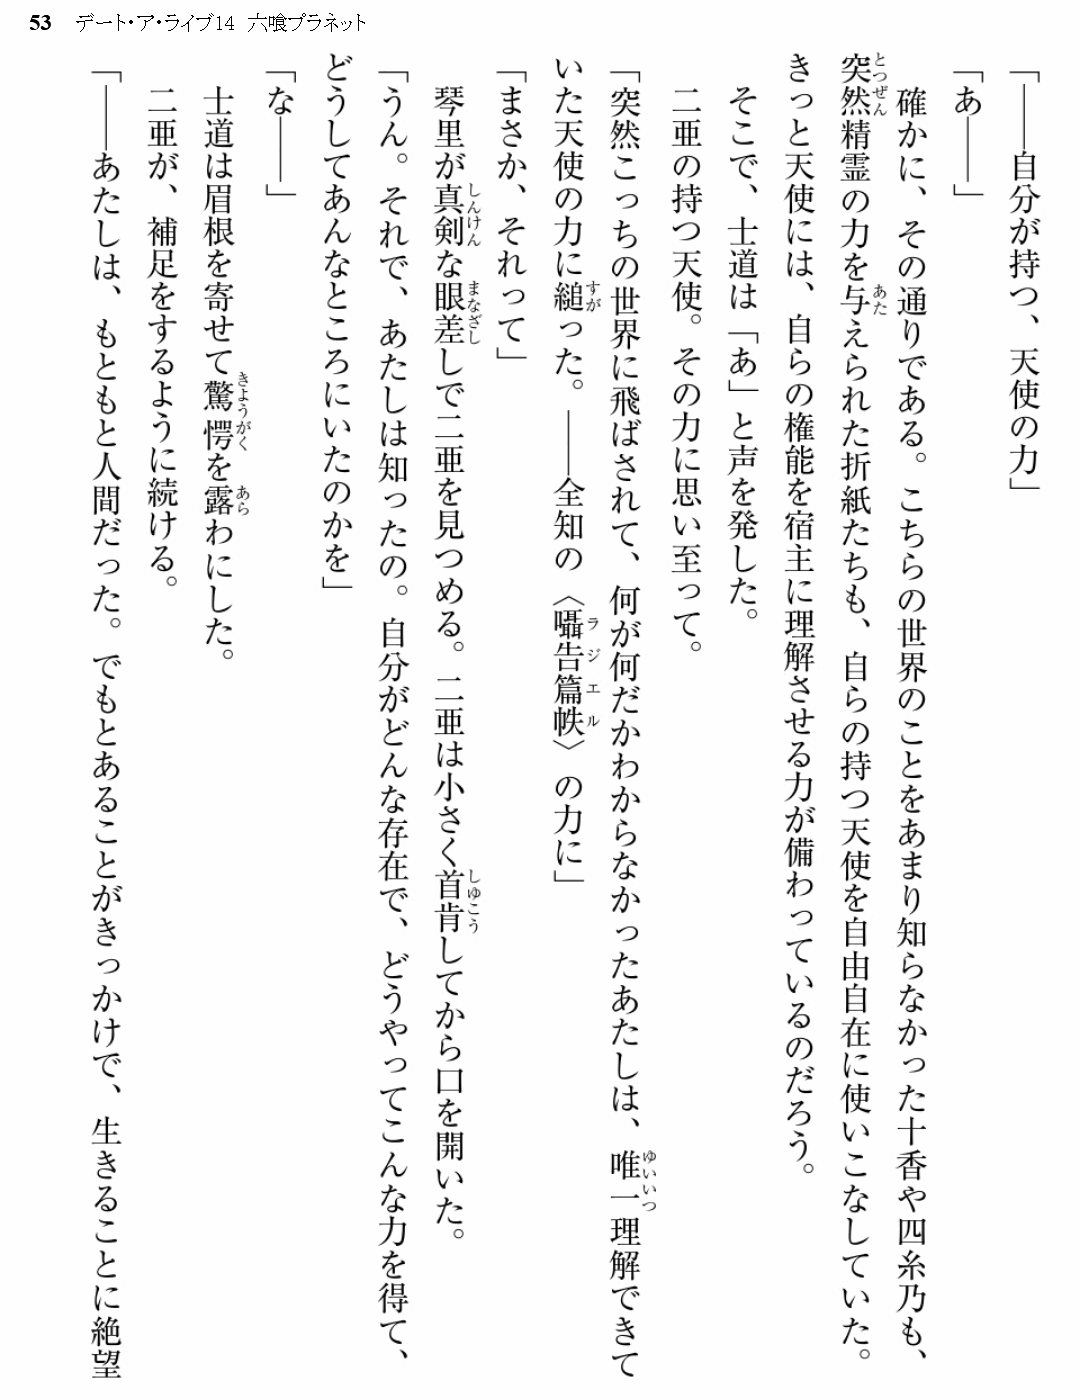 53 デート・ア・ライブ14 六喰プラネット
「――自分が持つ、天使の力」
「あ――」
確かに、その通りである。こちらの世界のことをあまり知らなかった十香や四糸乃も、
突然精霊の力を与えられた折紙たちも、自らの持つ天使を自由自在に使いこなしていた。
きっと天使には、自らの権能を宿主に理解させる力が備わっているのだろう。
そこで、士道は「あ」と声を発した。
二亜の持つ天使。その力に思い至って。
「突然こっちの世界に飛ばされて、何が何だかわからなかったあたしは、唯一理解できて
いた天使の力に縋った。――全知の〈囁告篇帙〉の力に」
「まさか、それって」
琴里が真剣な眼差しで二亜を見つめる。二亜は小さく首肯してから口を開いた。
「うん。それで、あたしは知ったの。自分がどんな存在で、どうやってこんな力を得て、
どうしてあんなところにいたのかを」
「な――」
士道は眉根を寄せて驚愕を露わにした。
二亜が、補足をするように続ける。
「――あたしは、もともと人間だった。でもとあることがきっかけで、生きることに絶望